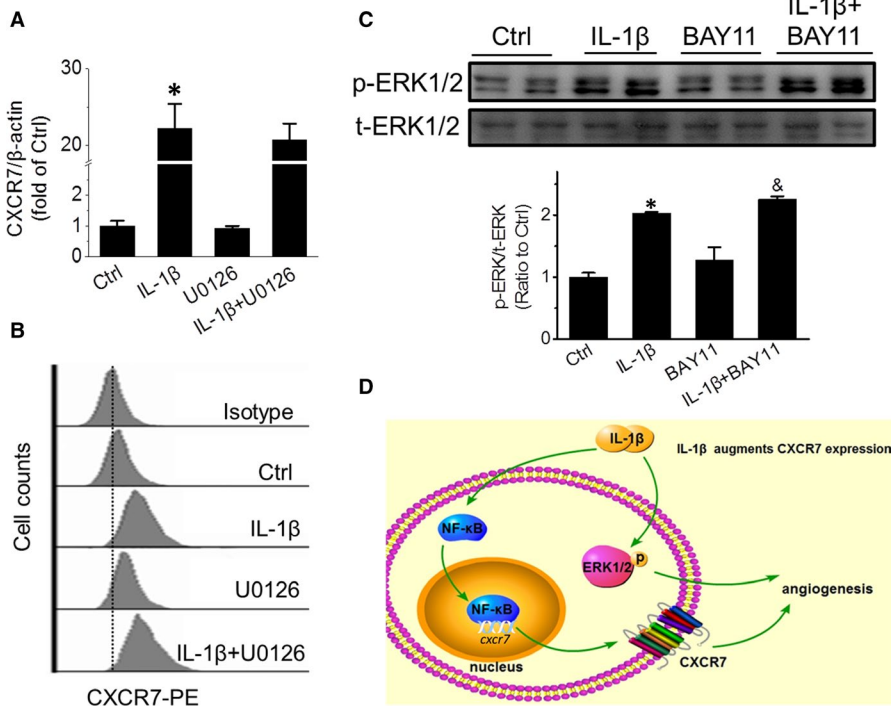 A
CXCR7/β-actin
(fold of Ctrl)
30
20
2
1
0
*
Ctrl
IL-1β
U0126
IL-1β+U0126
B
Cell counts
Isotype
Ctrl
IL-1β
U0126
IL-1β+U0126
CXCR7-PE
C
Ctrl
IL-1β
BAY11
IL-1β+
BAY11
p-ERK1/2
t-ERK1/2
p-ERK/t-ERK
(Ratio to Ctrl)
2
1
0
*
&
Ctrl
IL-1β
BAY11
IL-1β+BAY11
D
IL-1β
IL-1β augments CXCR7 expression
NF-κB
ERK1/2
p
NF-κB
cxcr7
nucleus
CXCR7
angiogenesis